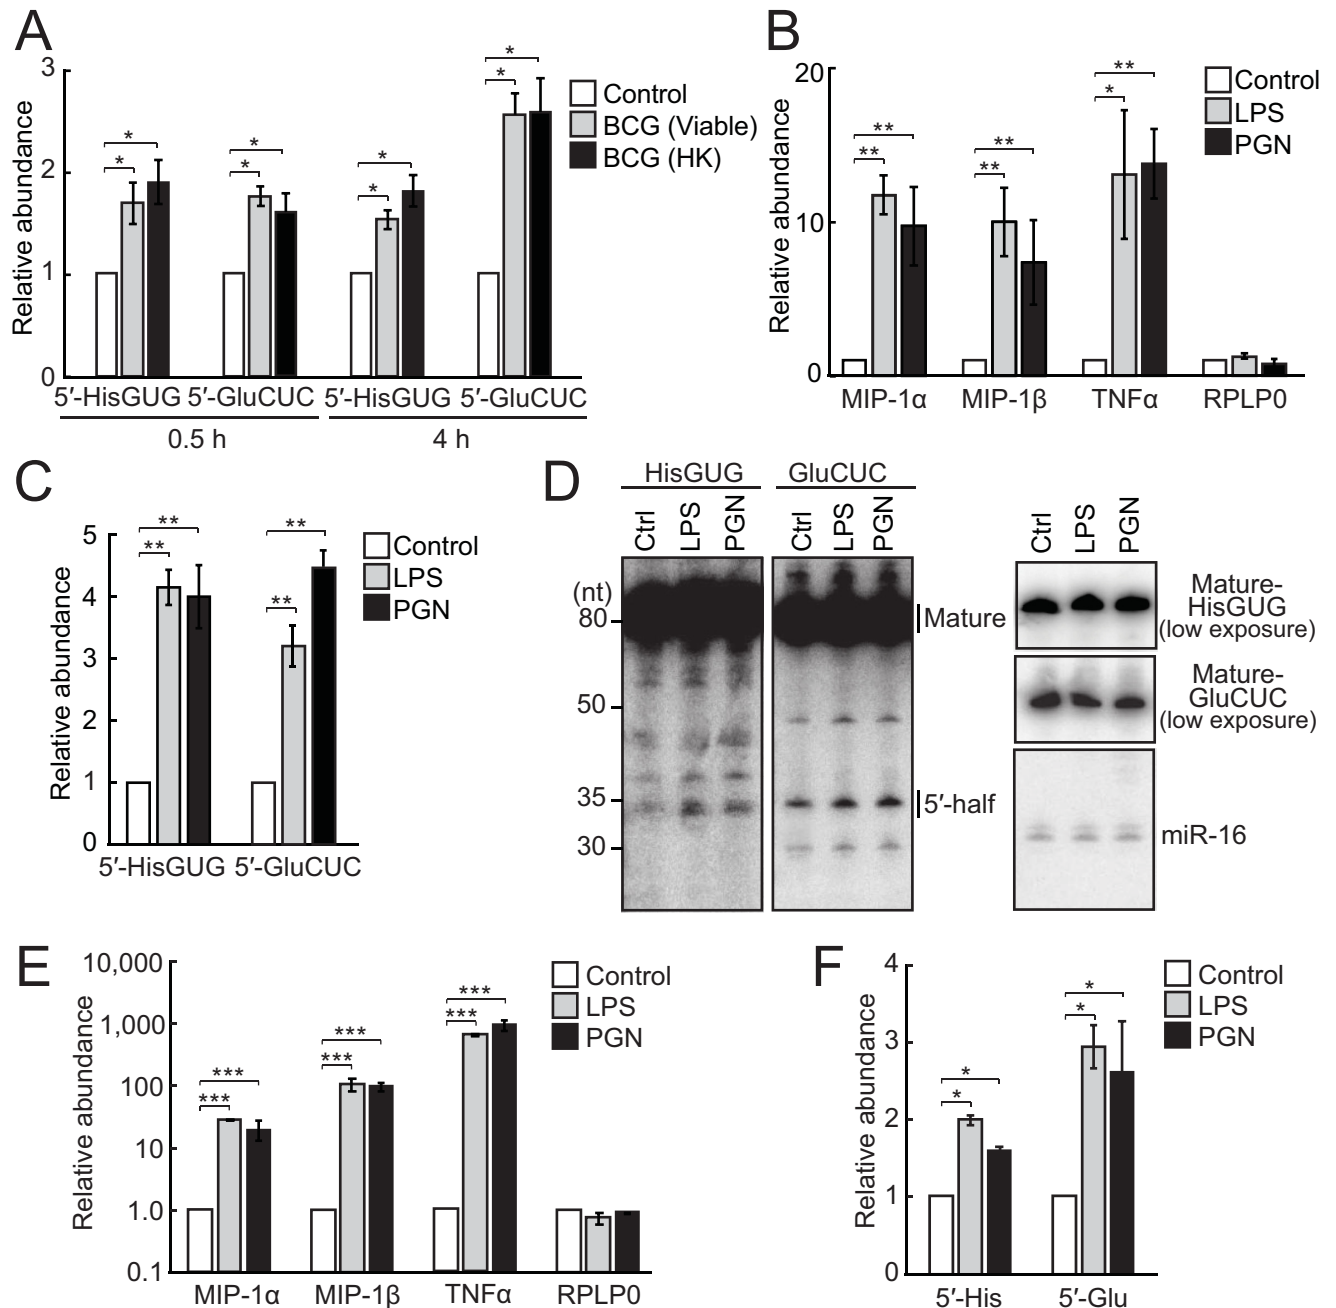 A
Relative abundance
3
2
1
0
* * * * * * * *
Control
BCG (Viable)
BCG (HK)
5′-HisGUG 5′-GluCUC 5′-HisGUG 5′-GluCUC
0.5 h 4 h
B
Relative abundance
20
10
0
** ** ** ** * **
Control
LPS
PGN
MIP-1α MIP-1β TNFα RPLP0
C
Relative abundance
5
4
3
2
1
0
** ** ** **
Control
LPS
PGN
5′-HisGUG 5′-GluCUC
D
HisGUG GluCUC
Ctrl LPS PGN Ctrl LPS PGN
(nt)
80
50
35
30
Mature
5′-half
Ctrl LPS PGN
Mature-
HisGUG
(low exposure)
Mature-
GluCUC
(low exposure)
miR-16
E
Relative abundance
10,000
1,000
100
10
1.0
0.1
*** *** *** *** *** ***
Control
LPS
PGN
MIP-1α MIP-1β TNFα RPLP0
F
Relative abundance
4
3
2
1
0
* * * *
Control
LPS
PGN
5′-His 5′-Glu